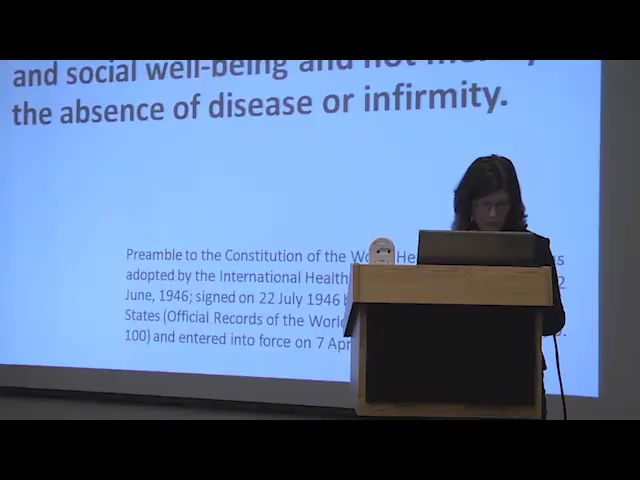 and social well-being and not
the absence of disease or infirmity.
Preamble to the Constitution of the
adopted by the International Health
June, 1946; signed on 22 July 1946
States (Official Records of the World
100) and entered into force on 7